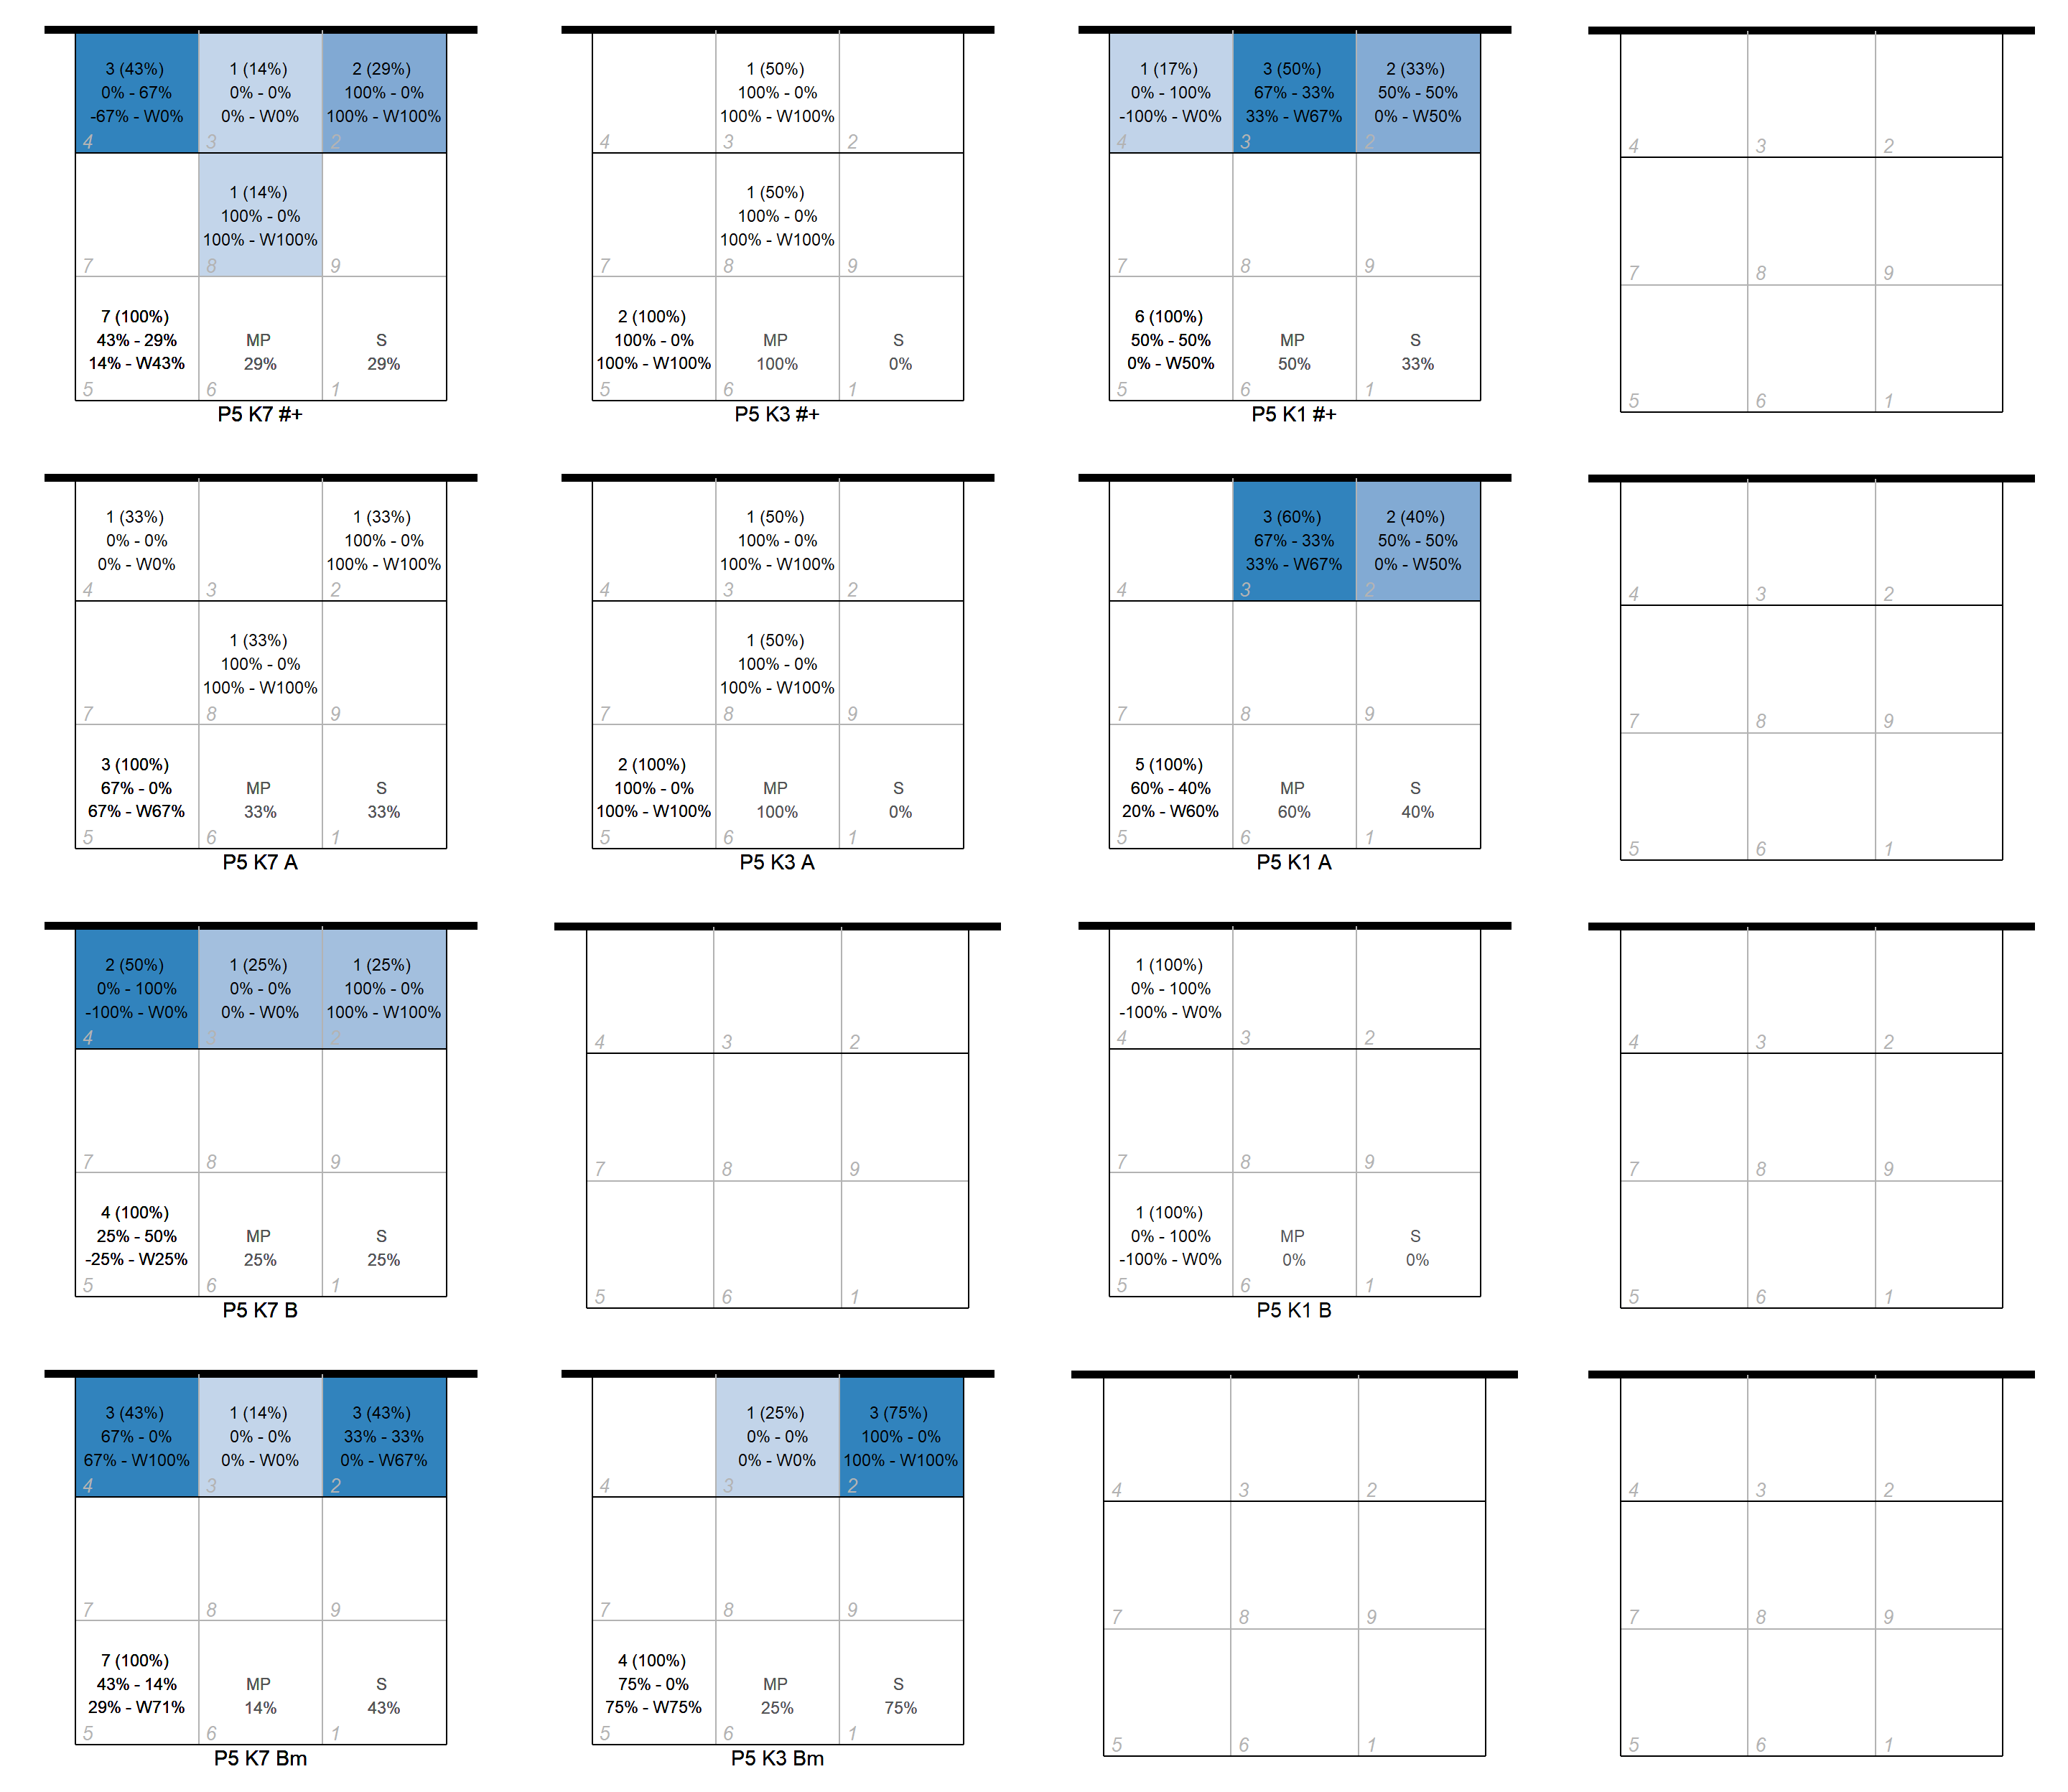 3 (43%)
0% - 67%
-67% - W0%
4
1 (14%)
0% - 0%
0% - W0%
3
2 (29%)
100% - 0%
100% - W100%
2
7
1 (14%)
100% - 0%
100% - W100%
8
9
7 (100%)
43% - 29%
14% - W43%
5
MP
29%
6
S
29%
1
P5 K7 #+
4
1 (50%)
100% - 0%
100% - W100%
3
2
7
1 (50%)
100% - 0%
100% - W100%
8
9
2 (100%)
100% - 0%
100% - W100%
5
MP
100%
6
S
0%
1
P5 K3 #+
1 (17%)
0% - 100%
-100% - W0%
4
3 (50%)
67% - 33%
33% - W67%
3
2 (33%)
50% - 50%
0% - W50%
2
7
8
9
6 (100%)
50% - 50%
0% - W50%
5
MP
50%
6
S
33%
1
P5 K1 #+
4
3
2
7
8
9
5
6
1
1 (33%)
0% - 0%
0% - W0%
4
3
1 (33%)
100% - 0%
100% - W100%
2
7
1 (33%)
100% - 0%
100% - W100%
8
9
3 (100%)
67% - 0%
67% - W67%
5
MP
33%
6
S
33%
1
P5 K7 A
4
1 (50%)
100% - 0%
100% - W100%
3
2
7
1 (50%)
100% - 0%
100% - W100%
8
9
2 (100%)
100% - 0%
100% - W100%
5
MP
100%
6
S
0%
1
P5 K3 A
4
3 (60%)
67% - 33%
33% - W67%
3
2 (40%)
50% - 50%
0% - W50%
2
7
8
9
5 (100%)
60% - 40%
20% - W60%
5
MP
60%
6
S
40%
1
P5 K1 A
4
3
2
7
8
9
5
6
1
2 (50%)
0% - 100%
-100% - W0%
4
1 (25%)
0% - 0%
0% - W0%
3
1 (25%)
100% - 0%
100% - W100%
2
7
8
9
4 (100%)
25% - 50%
-25% - W25%
5
MP
25%
6
S
25%
1
P5 K7 B
4
3
2
7
8
9
5
6
1
1 (100%)
0% - 100%
-100% - W0%
4
3
2
7
8
9
1 (100%)
0% - 100%
-100% - W0%
5
MP
0%
6
S
0%
1
P5 K1 B
4
3
2
7
8
9
5
6
1
3 (43%)
67% - 0%
67% - W100%
4
1 (14%)
0% - 0%
0% - W0%
3
3 (43%)
33% - 33%
0% - W67%
2
7
8
9
7 (100%)
43% - 14%
29% - W71%
5
MP
14%
6
S
43%
1
P5 K7 Bm
4
1 (25%)
0% - 0%
0% - W0%
3
3 (75%)
100% - 0%
100% - W100%
2
7
8
9
4 (100%)
75% - 0%
75% - W75%
5
MP
25%
6
S
75%
1
P5 K3 Bm
4
3
2
7
8
9
5
6
1
4
3
2
7
8
9
5
6
1